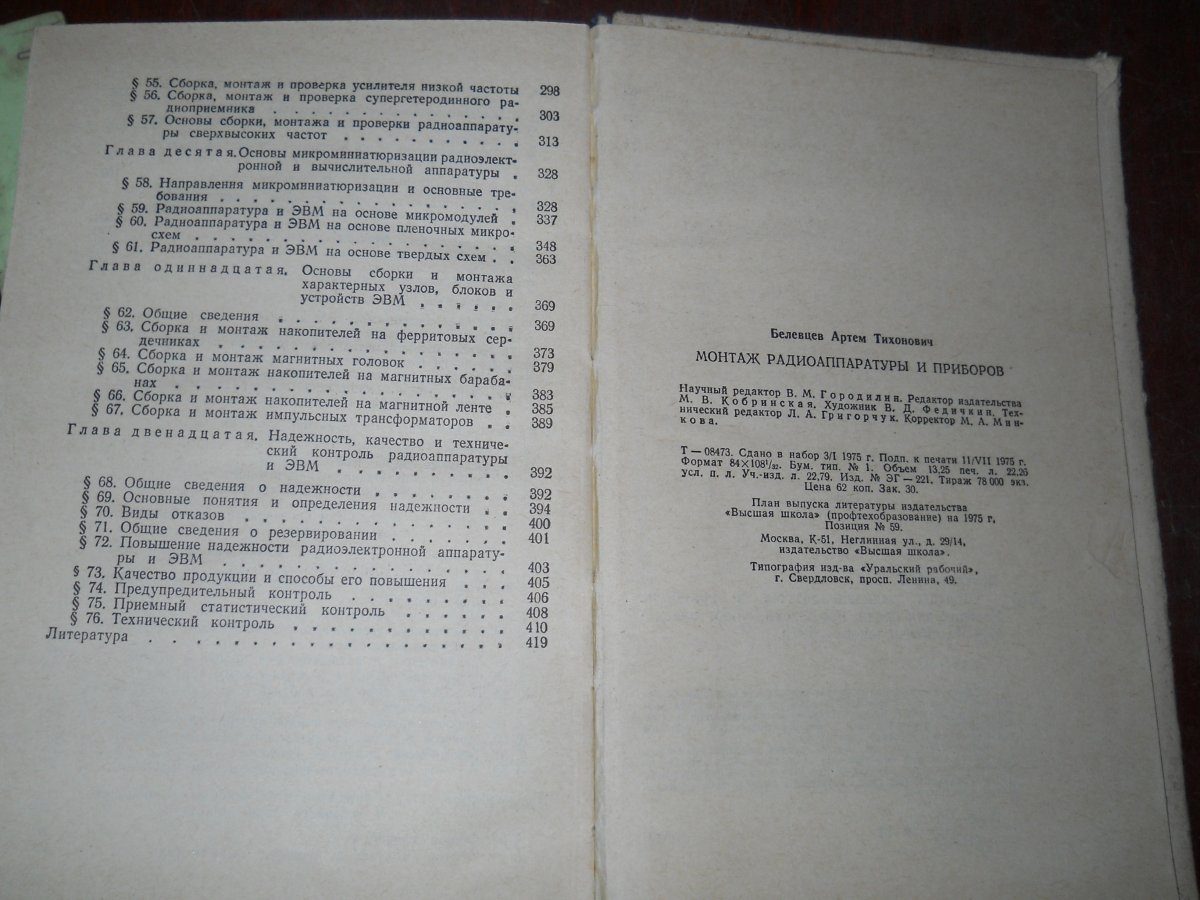 § 55. Сборка, монтаж и проверка усилителя низкой частоты 298
§ 56. Сборка, монтаж и проверка супергетеродинного ра-
диоприемника . . . . . . . . . . . . . . . 303
§ 57. Основы сборки, монтажа и проверки радиоаппарату-
ры сверхвысоких частот . . . . . . . . . . . 313
Глава десятая. Основы микроминиатюризации радиоэлект-
ронной и вычислительной аппаратуры . 328
§ 58. Направления микроминиатюризации и основные тре-
бования . . . . . . . . . . . . . . . . . 328
§ 59. Радиоаппаратура и ЭВМ на основе микромодулей . 337
§ 60. Радиоаппаратура и ЭВМ на основе пленочных микро-
схем . . . . . . . . . . . . . . . . . . 348
§ 61. Радиоаппаратура и ЭВМ на основе твердых схем . . 363
Глава одиннадцатая. Основы сборки и монтажа
характерных узлов, блоков и
устройств ЭВМ . . . . . . 369
§ 62. Общие сведения . . . . . . . . . . . . . 369
§ 63. Сборка и монтаж накопителей на ферритовых сер-
дечниках . . . . . . . . . . . . . . . . 373
§ 64. Сборка и монтаж магнитных головок . . . . . . 379
§ 65. Сборка и монтаж накопителей на магнитных бараба-
нах . . . . . . . . . . . . . . . . . . 383
§ 66. Сборка и монтаж накопителей на магнитной ленте . 385
§ 67. Сборка и монтаж импульсных трансформаторов . . 389
Глава двенадцатая. Надежность, качество и техниче-
ский контроль радиоаппаратуры
и ЭВМ . . . . . . . . . . 392
§ 68. Общие сведения о надежности . . . . . . . . 392
§ 69. Основные понятия и определения надежности . . 394
§ 70. Виды отказов . . . . . . . . . . . . . . 400
§ 71. Общие сведения о резервировании . . . . . . . 401
§ 72. Повышение надежности радиоэлектронной аппарату-
ры и ЭВМ . . . . . . . . . . . . . . . 403
§ 73. Качество продукции и способы его повышения . . . 405
§ 74. Предупредительный контроль . . . . . . . . . 406
§ 75. Приемный статистический контроль . . . . . . 408
§ 76. Технический контроль . . . . . . . . . . . 410
Литература . . . . . . . . . . . . . . . . . 419
Белевцев Артем Тихонович
МОНТАЖ РАДИОАППАРАТУРЫ И ПРИБОРОВ
Научный редактор В. М. Городилин. Редактор издательства
М. В. Кобринская. Художник В. Д. Федичкин. Тех-
нический редактор Л. А. Григорчук. Корректор М. А. Мин-
кова.
Т — 08473. Сдано в набор 3/I 1975 г. Подп. к печати 11/VII 1975 г.
Формат 84×108¹/₃₂. Бум. тип. № 1. Объем 13,25 печ. л. 22,26
усл. п. л. Уч.-изд. л. 22,79. Изд. № ЭГ — 221. Тираж 78 000 экз.
Цена 62 коп. Зак. 30.
План выпуска литературы издательства
«Высшая школа» (профтехобразование) на 1975 г,
Позиция № 59.
Москва, К-51, Неглинная ул., д. 29/14,
издательство «Высшая школа».
Типография изд-ва «Уральский рабочий»,
г. Свердловск, просп. Ленина, 49.